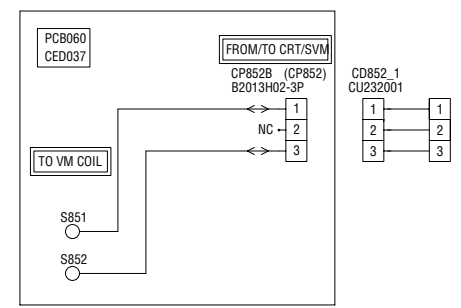 PCB060
CED037
FROM/TO CRT/SVM
CP852B (CP852)
B2013H02-3P
CD852_1
CU232001
1
NC 2
3
1 1
2 2
3 3
TO VM COIL
S851
S852